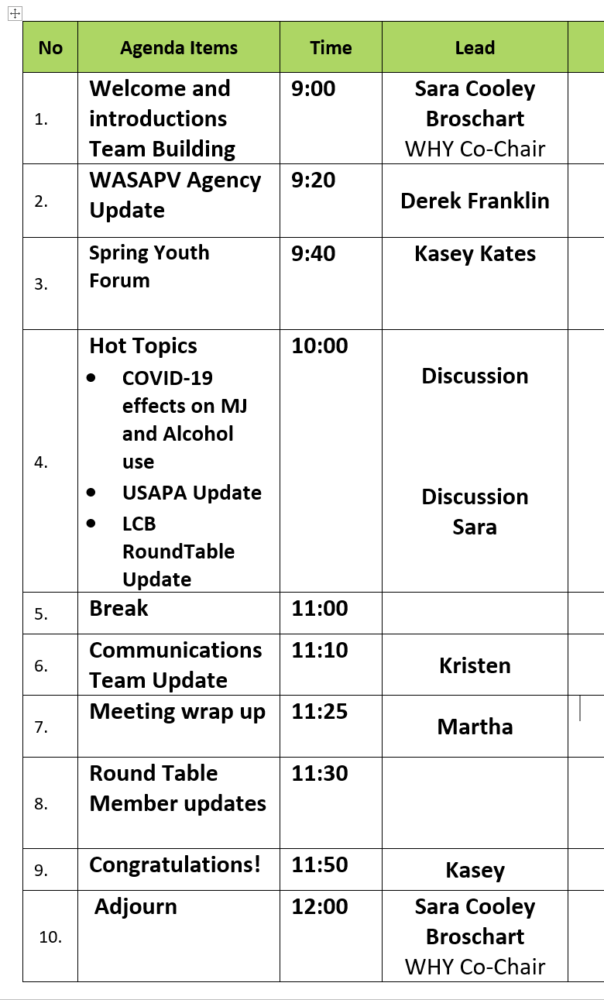 No Agenda Items Time Lead
1. Welcome and 9:00 Sara Cooley
introductions Broschart
Team Building WHY Co-Chair
2. WASAPV Agency 9:20 Derek Franklin
Update
3. Spring Youth 9:40 Kasey Kates
Forum
4. Hot Topics 10:00
• COVID-19 Discussion
effects on MJ
and Alcohol
use
• USAPA Update Discussion
• LCB Sara
RoundTable
Update
5. Break 11:00
6. Communications 11:10 Kristen
Team Update
7. Meeting wrap up 11:25 Martha
8. Round Table 11:30
Member updates
9. Congratulations! 11:50 Kasey
10. Adjourn 12:00 Sara Cooley
Broschart
WHY Co-Chair